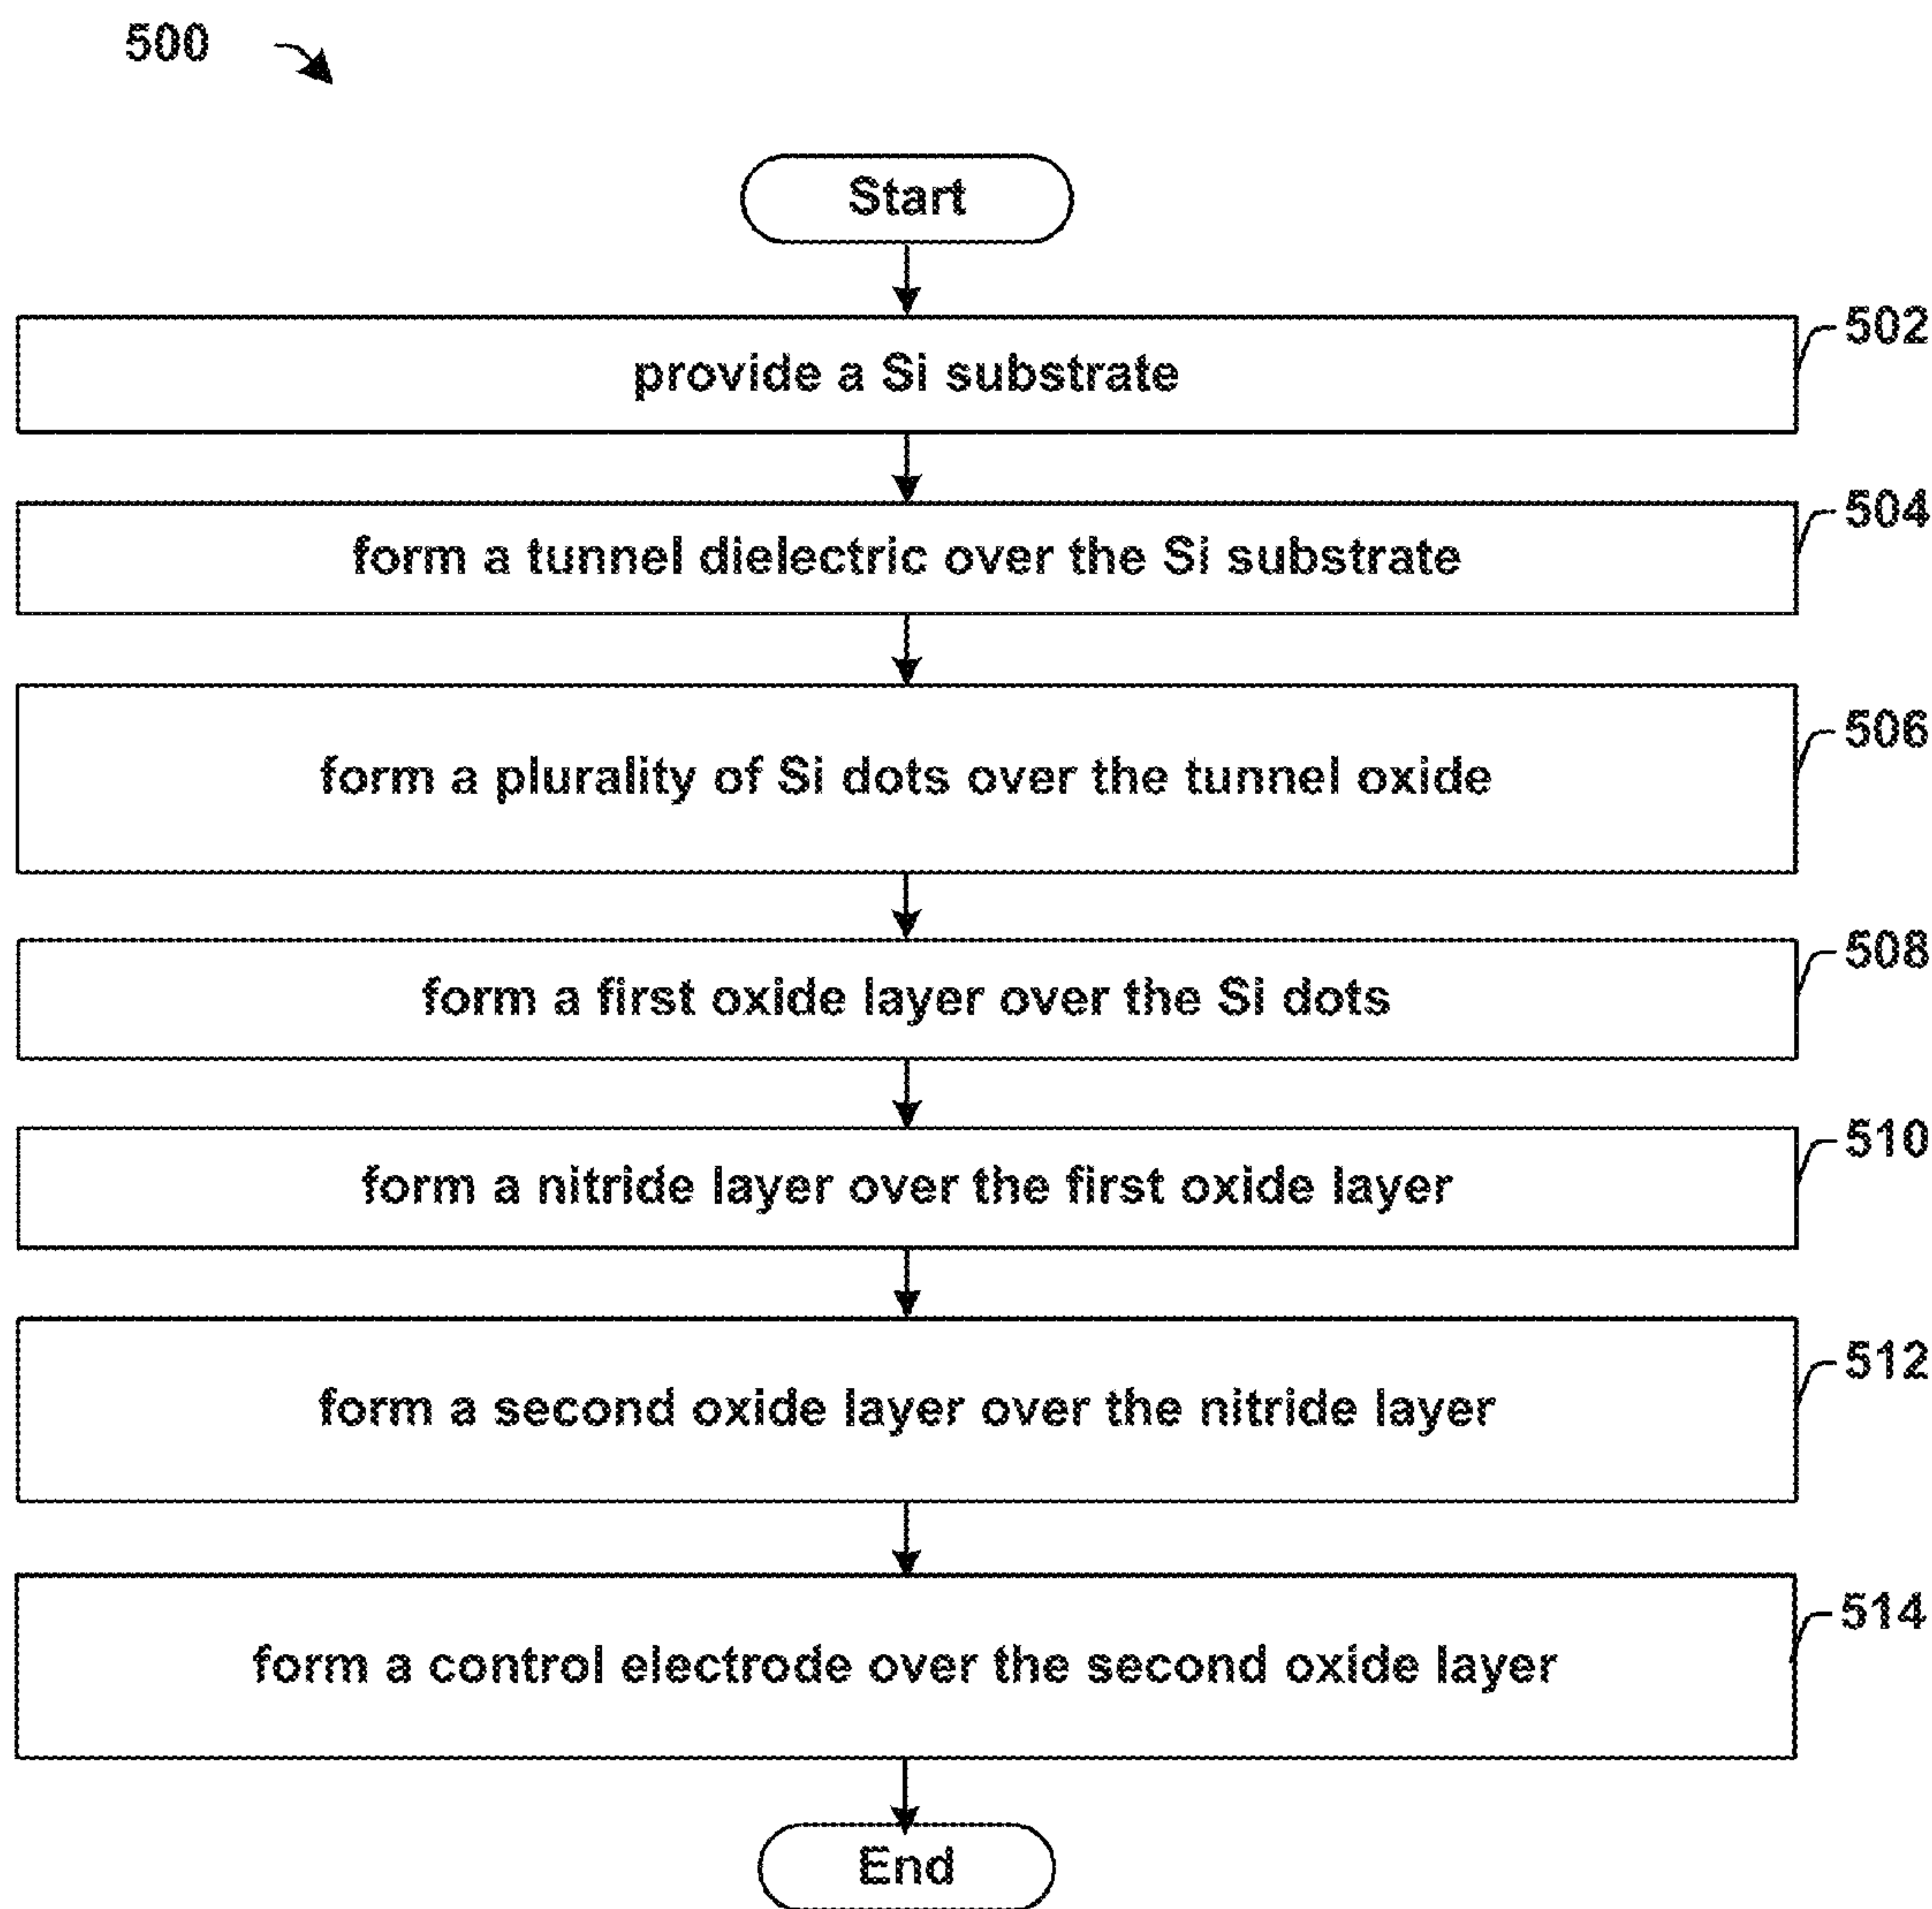 500
Start
502
provide a Si substrate
504
form a tunnel dielectric over the Si substrate
506
form a plurality of Si dots over the tunnel oxide
508
form a first oxide layer over the Si dots
510
form a nitride layer over the first oxide layer
512
form a second oxide layer over the nitride layer
514
form a control electrode over the second oxide layer
End